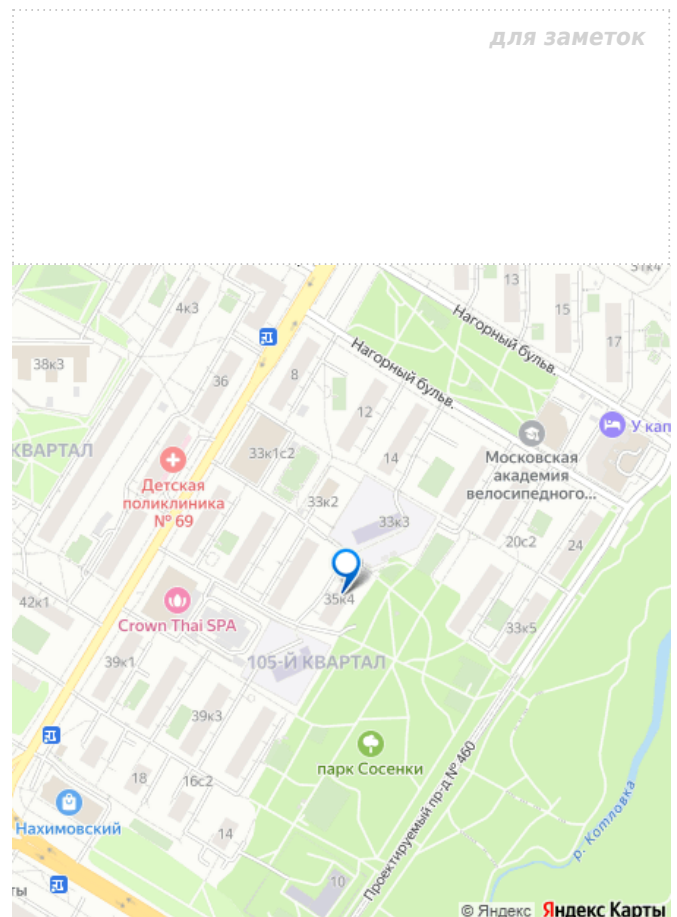 для заметок
31к4
13
15
17
4к3
Нагорный бульв.
Нагорный бульв.
38к3
36
8
12
У кап
КВАРТАЛ
33к1с2
14
Московская
академия
велосипедного...
Детская
поликлиника
№ 69
33к2
33к3
20с2
24
42к1
Crown Thai SPA
35к4
33к5
39к1
105-Й КВАРТАЛ
39к3
парк Сосенки
Проектируемый пр-д № 460
18
16с2
Нахимовский
14
р. Котловка
10
ты
© Яндекс Яндекс Карты